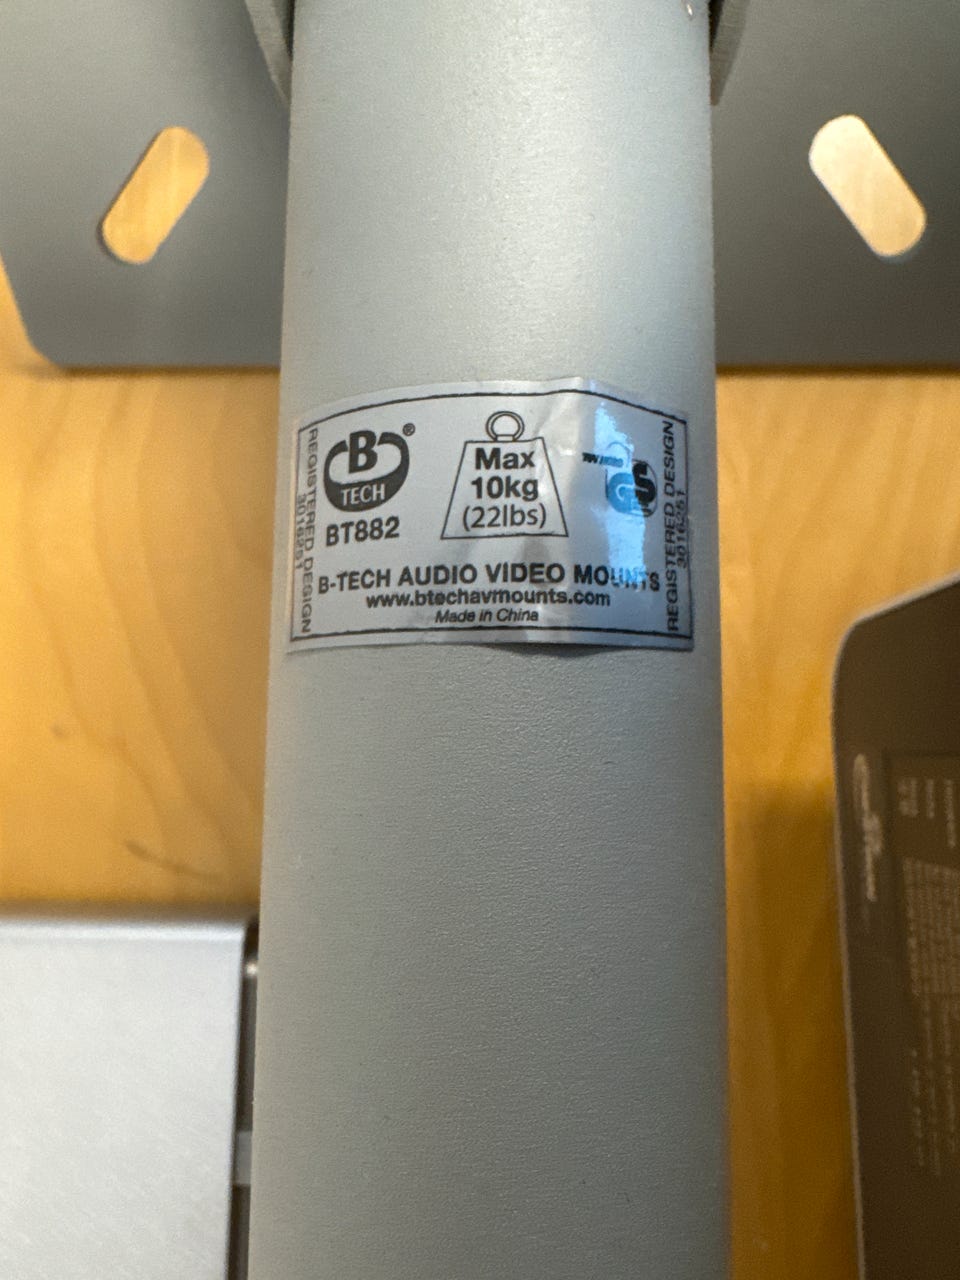 REGISTERED DESIGN
3016251
B®
TECH
BT882
Max
10kg
(22lbs)
GS
B-TECH AUDIO VIDEO MOUNTS
www.btechavmounts.com
Made in China
REGISTERED DESIGN
3016251